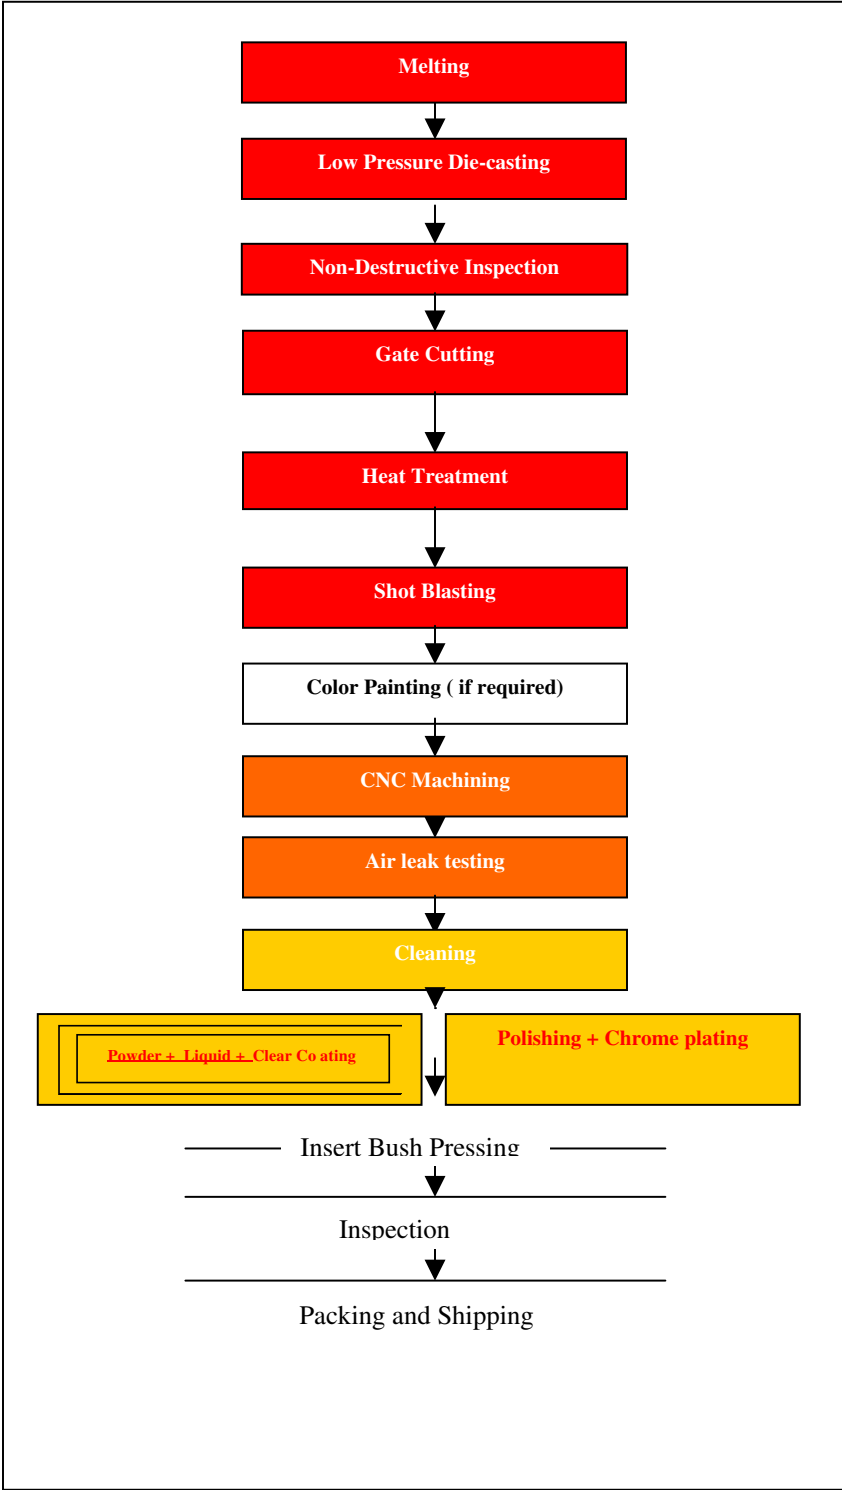 Melting
Low Pressure Die-casting
Non-Destructive Inspection
Gate Cutting
Heat Treatment
Shot Blasting
Color Painting ( if required)
CNC Machining
Air leak testing
Cleaning
Powder + Liquid + Clear Co ating
Polishing + Chrome plating
Insert Bush Pressing
Inspection
Packing and Shipping